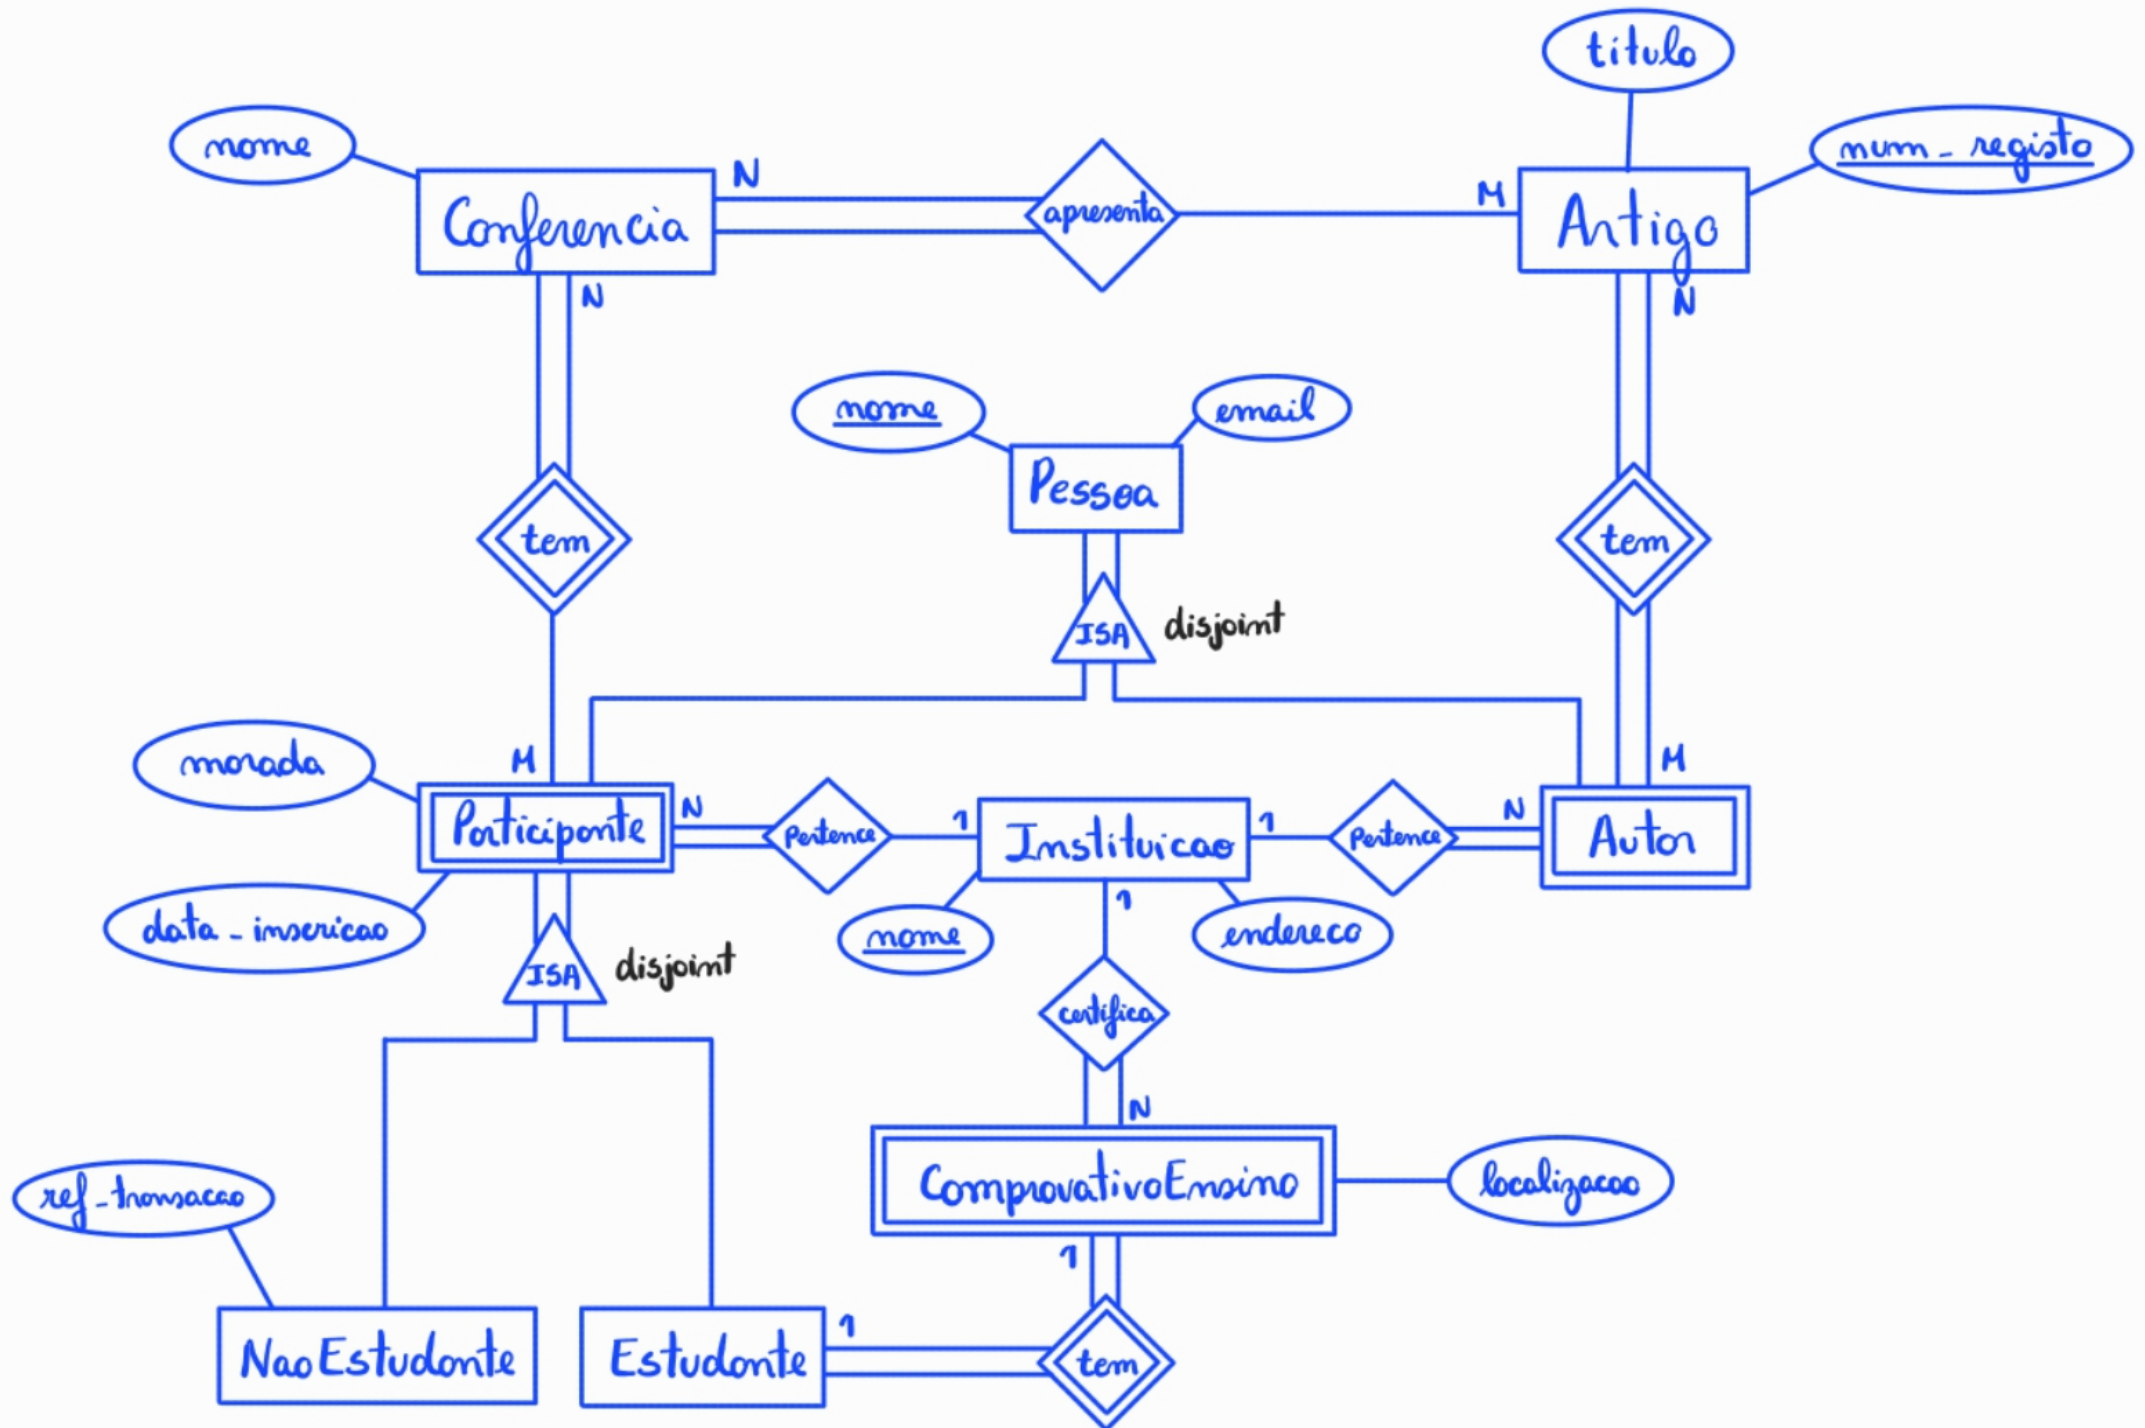 titulo
nome
num_registo
Conferencia
N
apresenta
M
Artigo
N
N
nome
email
Pessoa
tem
tem
ISA
disjoint
morada
M
M
Participante
N
Pertence
1
Instituicao
1
Pertence
N
Autor
data_inscricao
nome
1
endereco
ISA
disjoint
certifica
N
ComprovativoEnsino
localizacao
ref_transacao
1
NaoEstudante
Estudante
1
tem